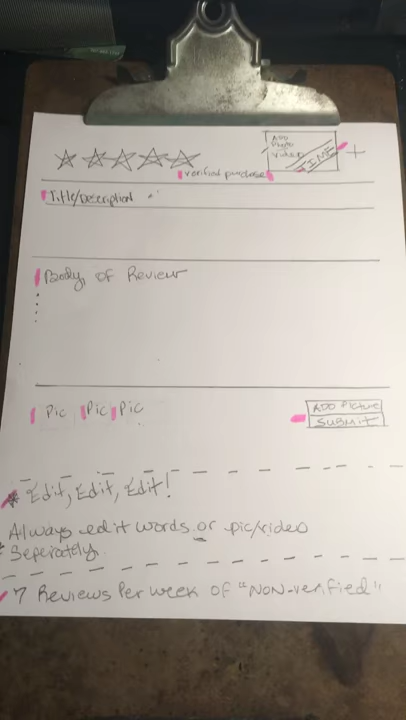 ADD
Photo
Video
TIME
+
verified purchase
Title/Description
Body of Review
Pic Pic Pic
ADD Picture
SUBMIT
* Edit, Edit, Edit!
Always edit words or pic/video
* Seperately.
7 Reviews Per week OF "NON-verified"